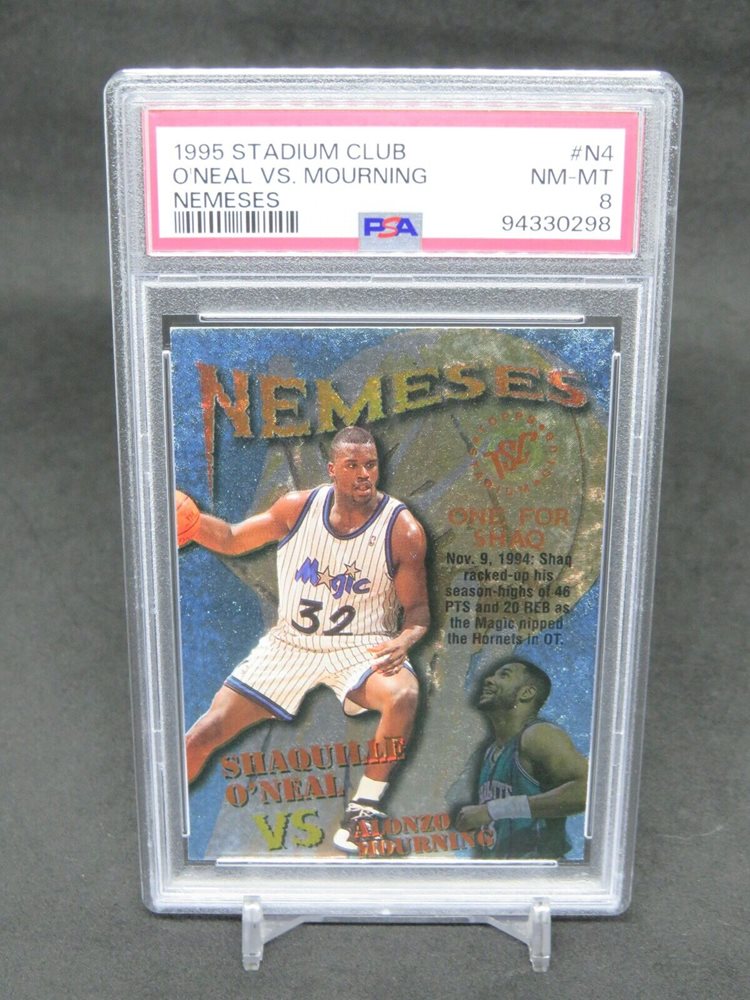 1995 STADIUM CLUB #N4
O'NEAL VS. MOURNING NM-MT
NEMESES 8
PSA 94330298
NEMESES
TSC
ONE FOR
SHAQ
Nov. 9, 1994: Shaq
racked-up his
season-highs of 46
PTS and 20 REB as
the Magic nipped
the Hornets in OT.
Magic
32
SHAQUILLE
O'NEAL
VS
ALONZO
MOURNING